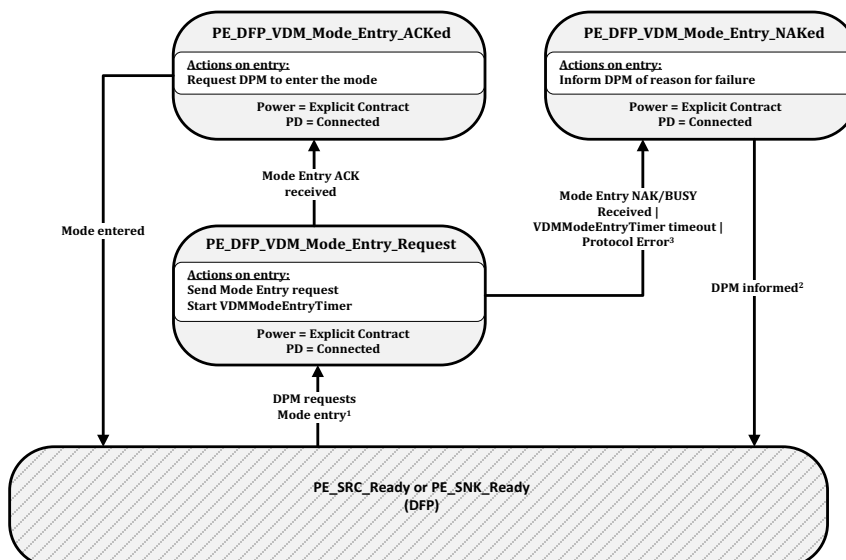 PE_DFP_VDM_Mode_Entry_ACKed
Actions on entry:
Request DPM to enter the mode
Power = Explicit Contract
PD = Connected
PE_DFP_VDM_Mode_Entry_NAKed
Actions on entry:
Inform DPM of reason for failure
Power = Explicit Contract
PD = Connected
Mode Entry ACK
received
Mode Entry NAK/BUSY
Received |
VDMModeEntryTimer timeout |
Protocol Error³
Mode entered
PE_DFP_VDM_Mode_Entry_Request
Actions on entry:
Send Mode Entry request
Start VDMModeEntryTimer
Power = Explicit Contract
PD = Connected
DPM informed²
DPM requests
Mode entry¹
PE_SRC_Ready or PE_SNK_Ready
(DFP)